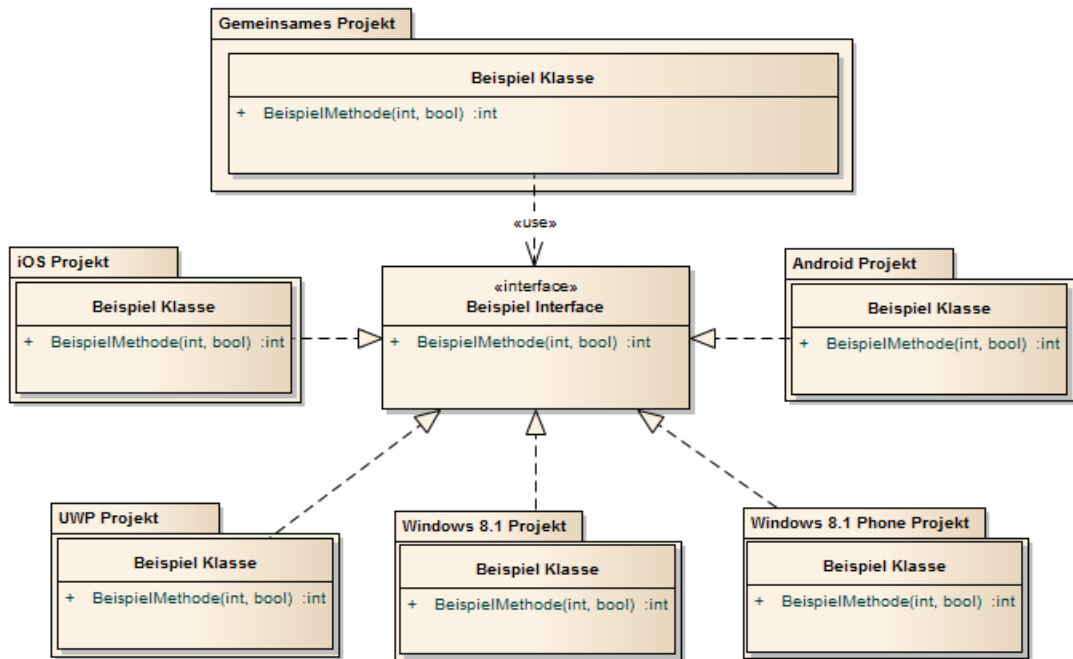 Gemeinsames Projekt
Beispiel Klasse
+ BeispielMethode(int, bool) :int
«use»
iOS Projekt
Beispiel Klasse
+ BeispielMethode(int, bool) :int
«interface»
Beispiel Interface
+ BeispielMethode(int, bool) :int
Android Projekt
Beispiel Klasse
+ BeispielMethode(int, bool) :int
UWP Projekt
Beispiel Klasse
+ BeispielMethode(int, bool) :int
Windows 8.1 Projekt
Beispiel Klasse
+ BeispielMethode(int, bool) :int
Windows 8.1 Phone Projekt
Beispiel Klasse
+ BeispielMethode(int, bool) :int